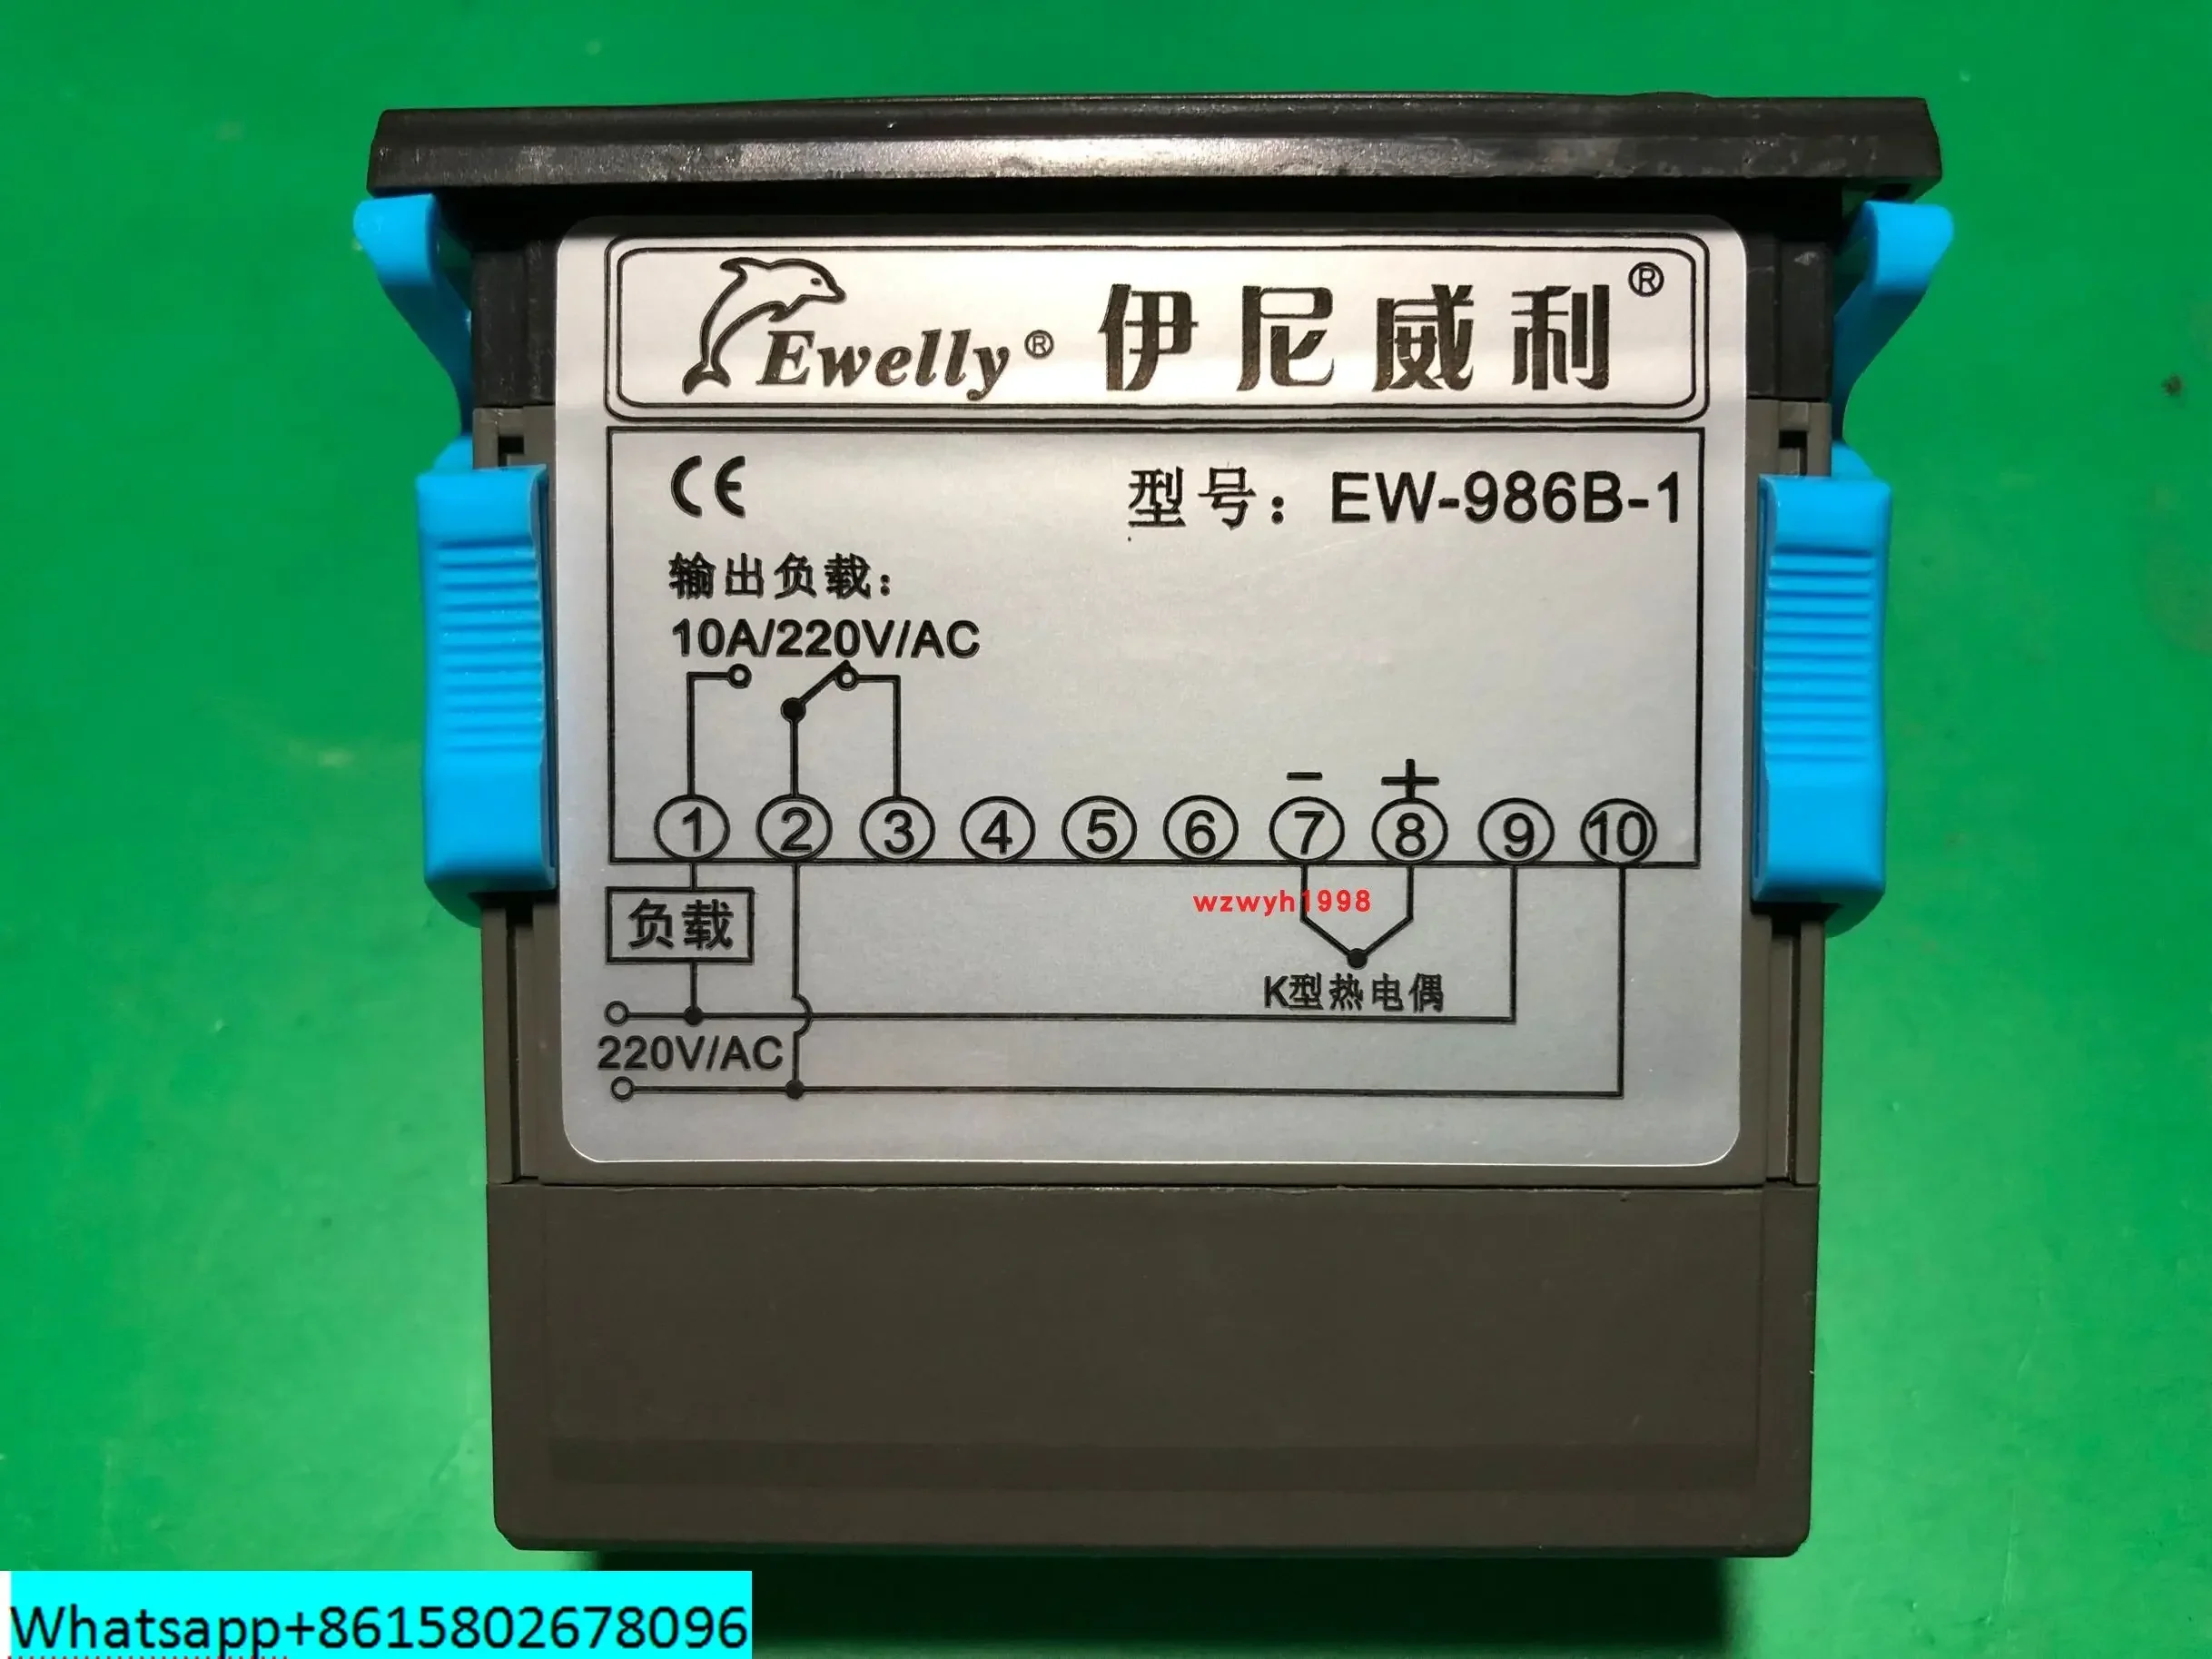 Ewelly® 伊尼威利®
CE 型号：EW-986B-1
输出负载：
10A/220V/AC
- +
1 2 3 4 5 6 7 8 9 10
负载
wzwyh1998
K型热电偶
220V/AC
Whatsapp+8615802678096